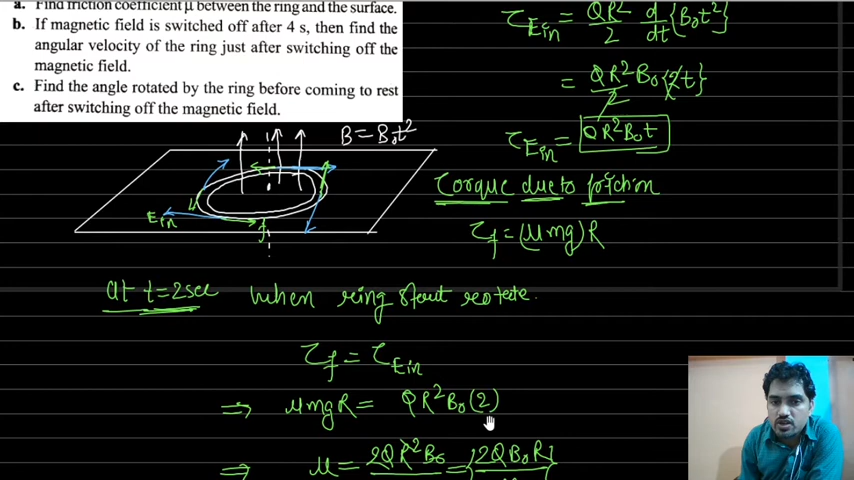 a. Find friction coefficient μ between the ring and the surface.
b. If magnetic field is switched off after 4 s, then find the
angular velocity of the ring just after switching off the
magnetic field.
c. Find the angle rotated by the ring before coming to rest
after switching off the magnetic field.
B = B₀t²
Ein
f
τ_Ein = QR²/2 d/dt {B₀t²}
= QR²/2 B₀{2t}
τ_Ein = QR²B₀t
Torque due to friction
τ_f = (μmg)R
at t=2sec when ring start rotate.
τ_f = τ_Ein
⇒ μmgR = QR²B₀(2)
⇒ μ = 2QR²B₀ = 2QB₀R